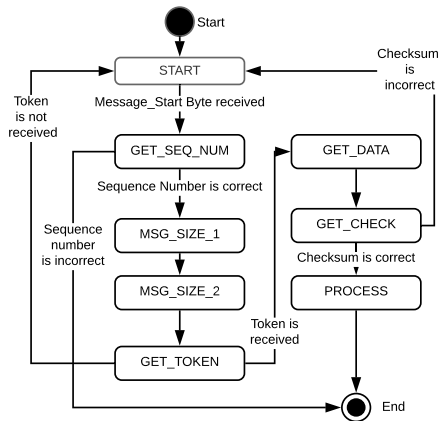 Start
START
Message_Start Byte received
Token
is not
received
Checksum
is
incorrect
GET_SEQ_NUM
Sequence Number is correct
Sequence
number
is incorrect
MSG_SIZE_1
MSG_SIZE_2
GET_TOKEN
Token is
received
GET_DATA
GET_CHECK
Checksum is correct
PROCESS
End